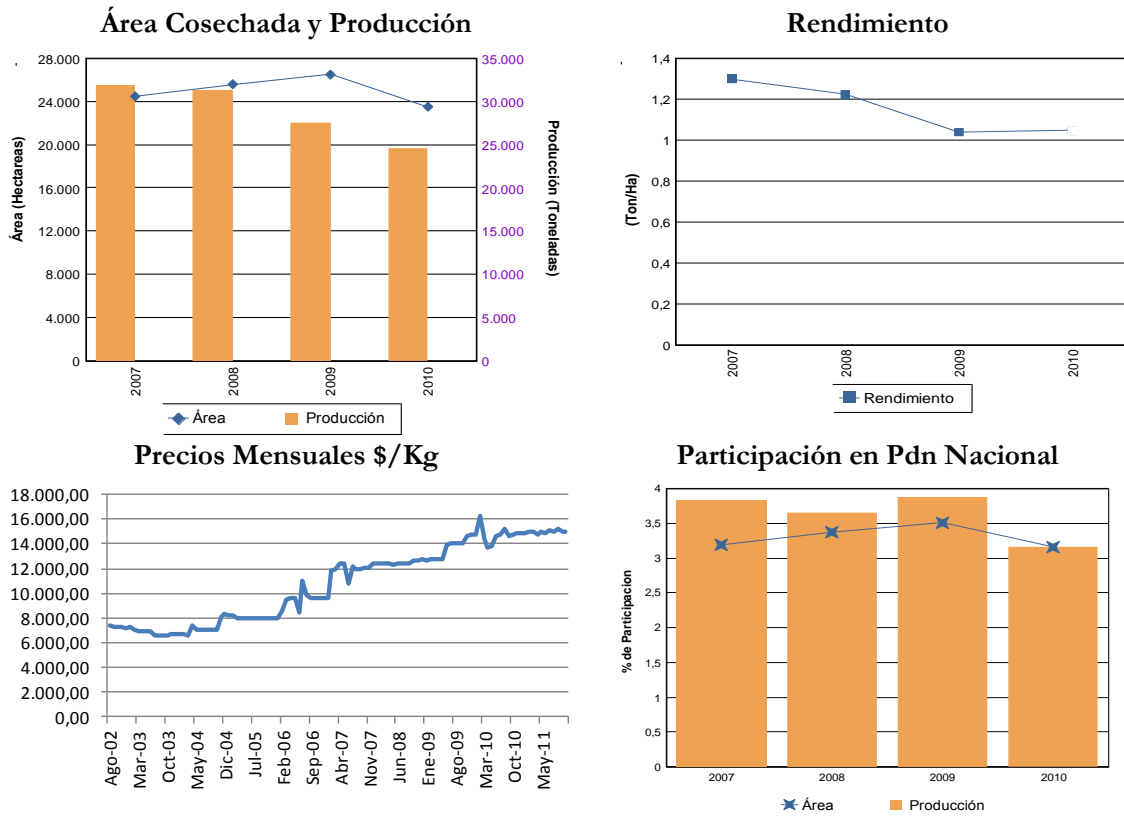 Área Cosechada y Producción
28.000
24.000
20.000
16.000
12.000
8.000
4.000
0
Área (Hectareas)
35.000
30.000
25.000
20.000
15.000
10.000
5.000
0
Producción (Toneladas)
2007
2008
2009
2010
Área
Producción
Rendimiento
1,4
1,2
1
0,8
0,6
0,4
0,2
0
(Ton/Ha)
2007
2008
2009
2010
Rendimiento
Precios Mensuales $/Kg
18.000,00
16.000,00
14.000,00
12.000,00
10.000,00
8.000,00
6.000,00
4.000,00
2.000,00
0,00
Ago-02
Mar-03
Oct-03
May-04
Dic-04
Jul-05
Feb-06
Sep-06
Abr-07
Nov-07
Jun-08
Ene-09
Ago-09
Mar-10
Oct-10
May-11
Participación en Pdn Nacional
4
3,5
3
2,5
2
1,5
1
0,5
0
% de Participacion
2007
2008
2009
2010
Área
Producción